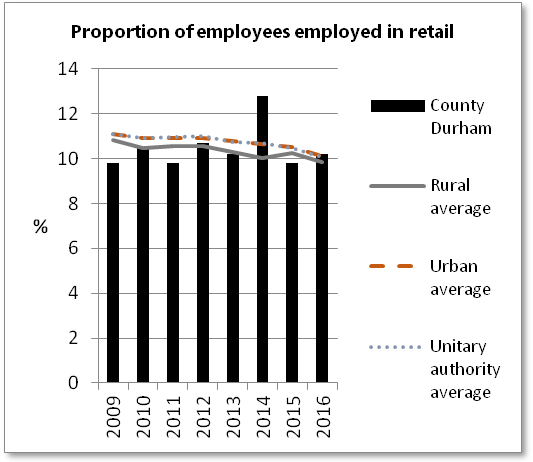 Proportion of employees employed in retail
14
12
10
8
6
4
2
0
%
2009
2010
2011
2012
2013
2014
2015
2016
County
Durham
Rural
average
Urban
average
Unitary
authority
average